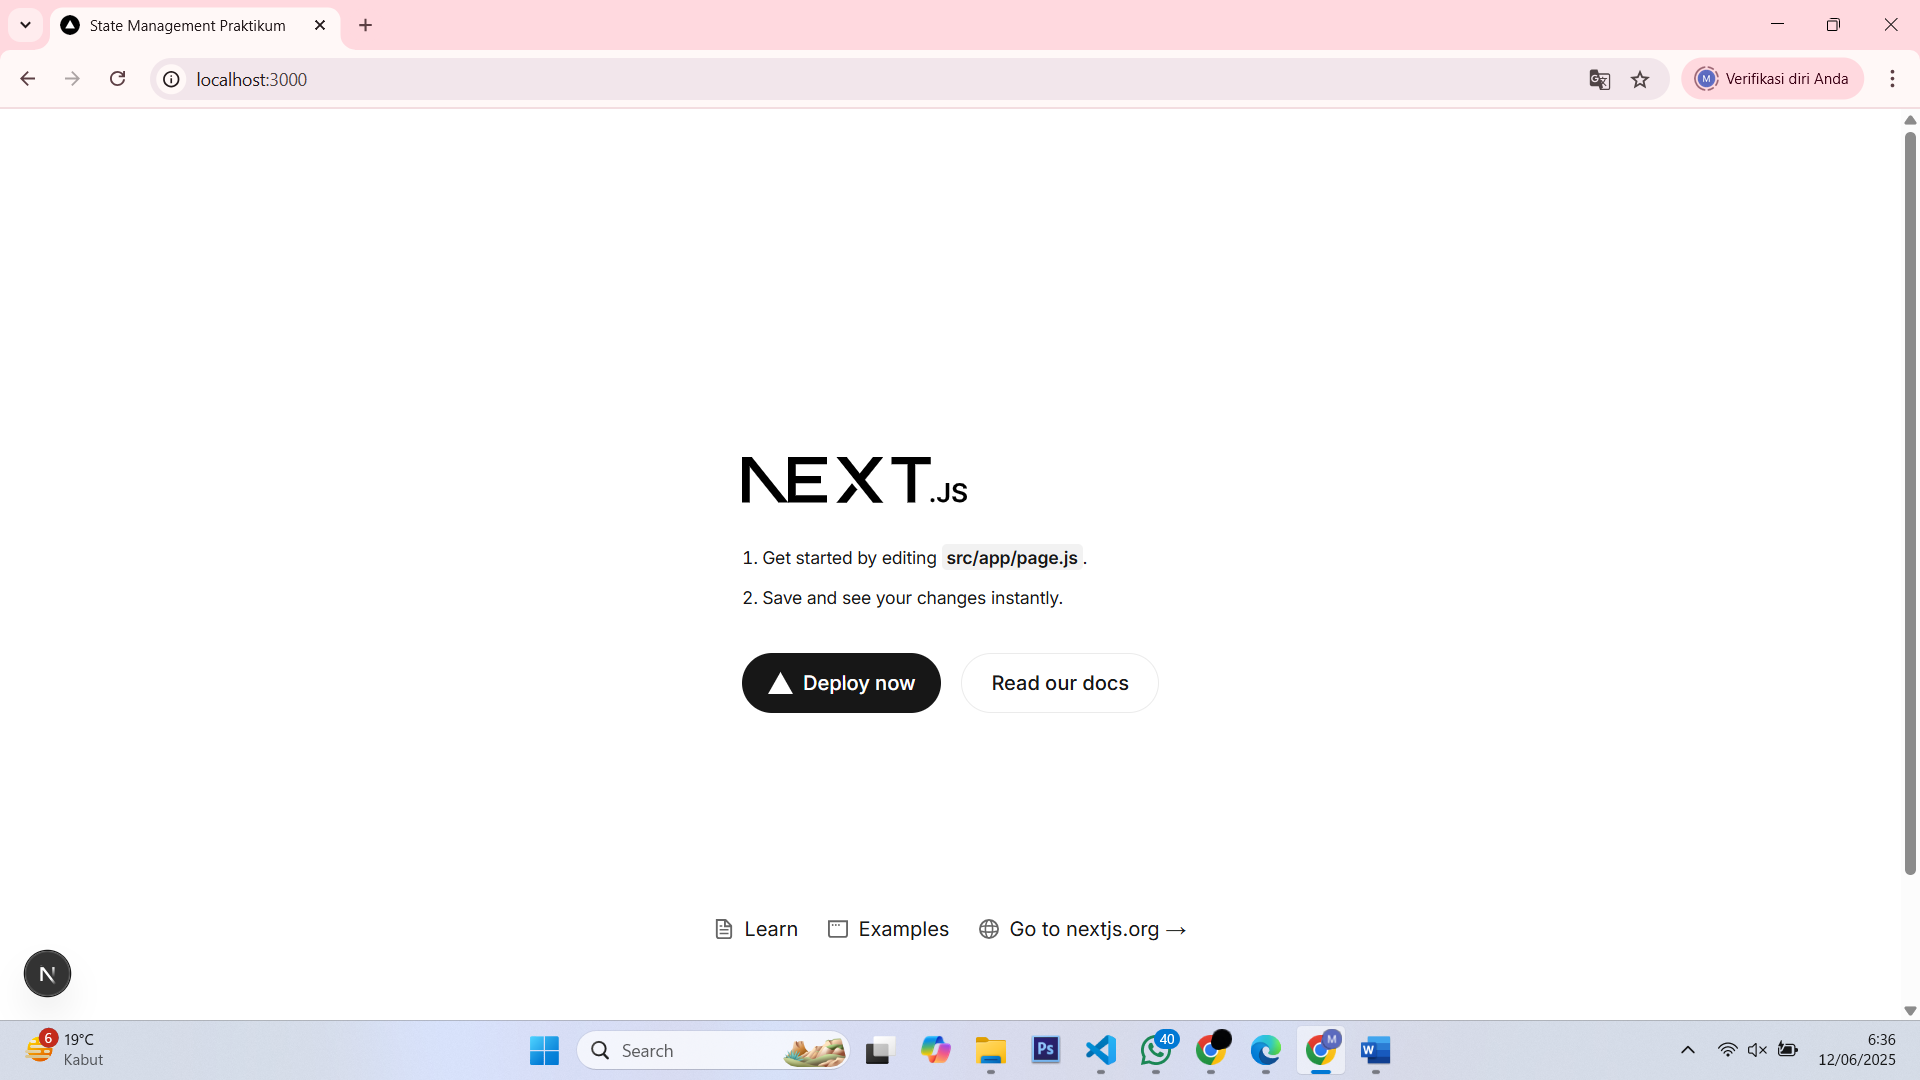 State Management Praktikum
localhost:3000
M Verifikasi diri Anda
NEXT.JS
1. Get started by editing src/app/page.js.
2. Save and see your changes instantly.
Deploy now
Read our docs
Learn
Examples
Go to nextjs.org →
N
6
19°C
Kabut
Search
Ps
40
M
W
6:36
12/06/2025